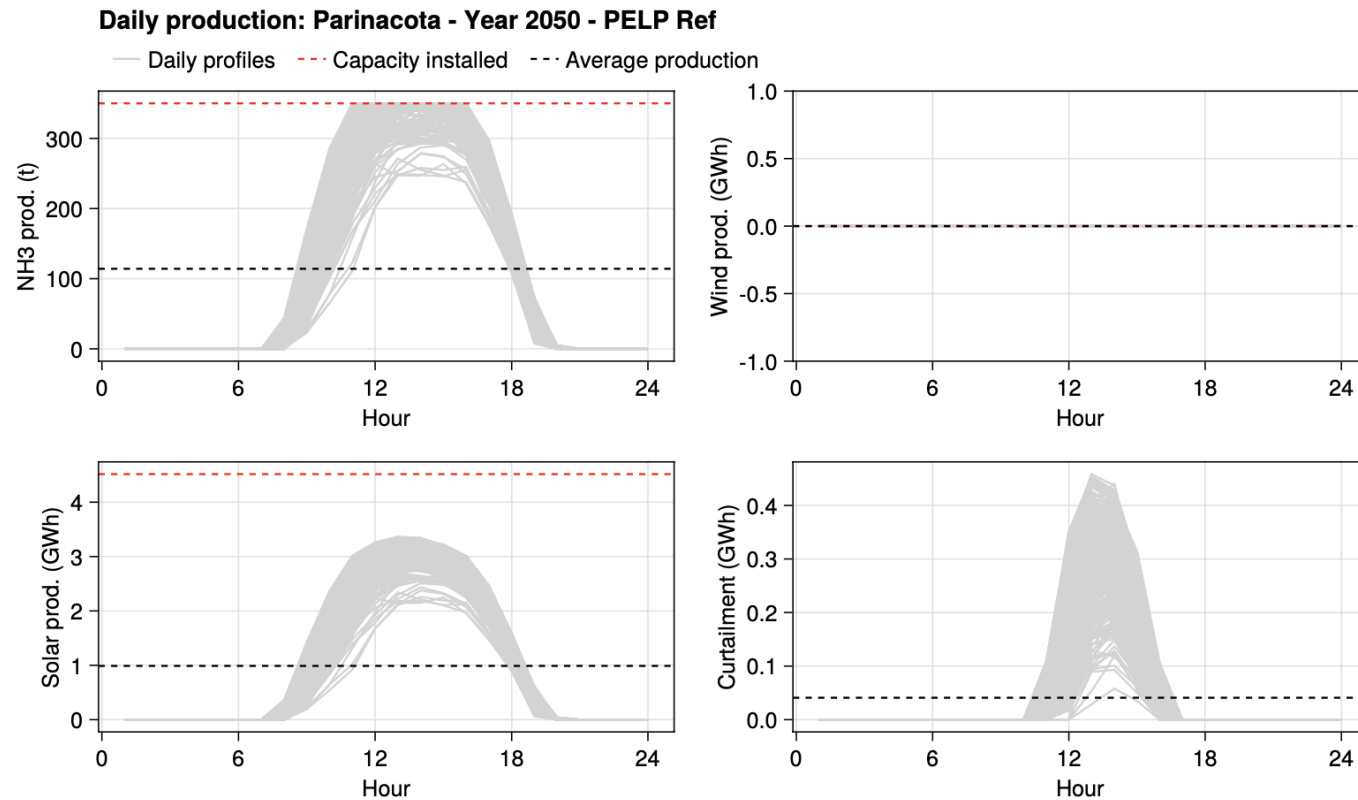 Daily production: Parinacota - Year 2050 - PELP Ref
Daily profiles Capacity installed Average production
NH3 prod. (t)
300
200
100
0
0 6 12 18 24
Hour
Wind prod. (GWh)
1.0
0.5
0.0
-0.5
-1.0
0 6 12 18 24
Hour
Solar prod. (GWh)
4
3
2
1
0
0 6 12 18 24
Hour
Curtailment (GWh)
0.4
0.3
0.2
0.1
0.0
0 6 12 18 24
Hour